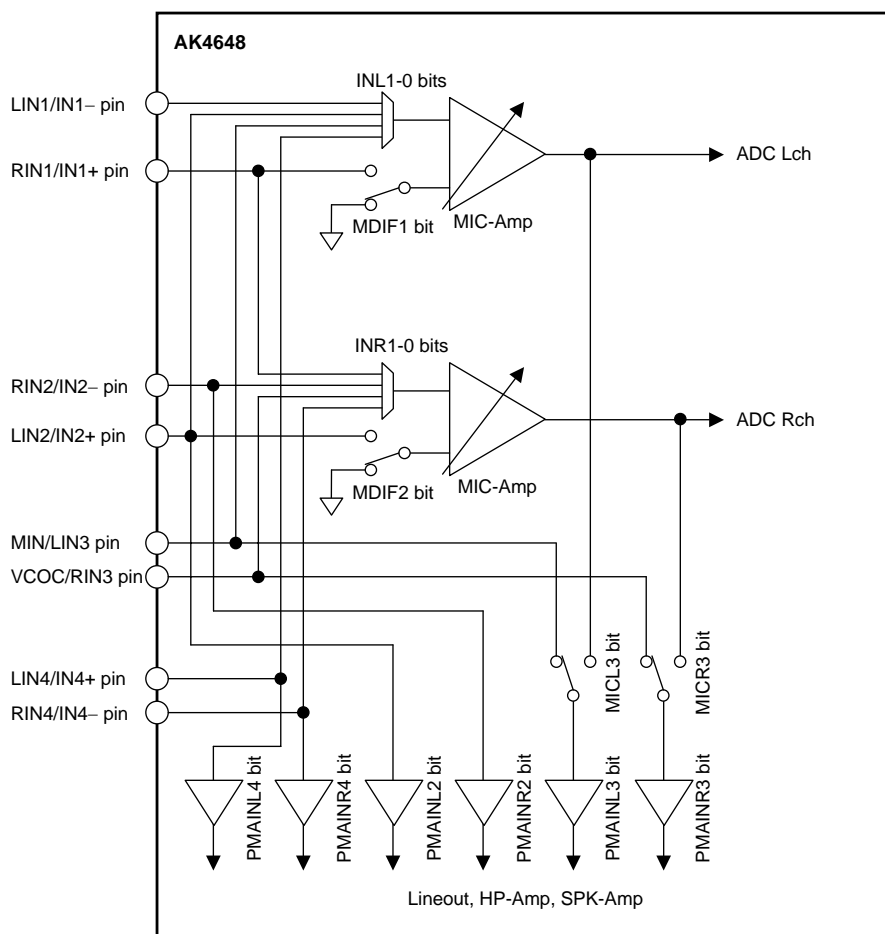 AK4648
INL1-0 bits
LIN1/IN1− pin
ADC Lch
RIN1/IN1+ pin
MDIF1 bit
MIC-Amp
INR1-0 bits
RIN2/IN2− pin
ADC Rch
LIN2/IN2+ pin
MDIF2 bit
MIC-Amp
MIN/LIN3 pin
VCOC/RIN3 pin
MICL3 bit
MICR3 bit
LIN4/IN4+ pin
RIN4/IN4− pin
PMAINL4 bit
PMAINR4 bit
PMAINL2 bit
PMAINR2 bit
PMAINL3 bit
PMAINR3 bit
Lineout, HP-Amp, SPK-Amp